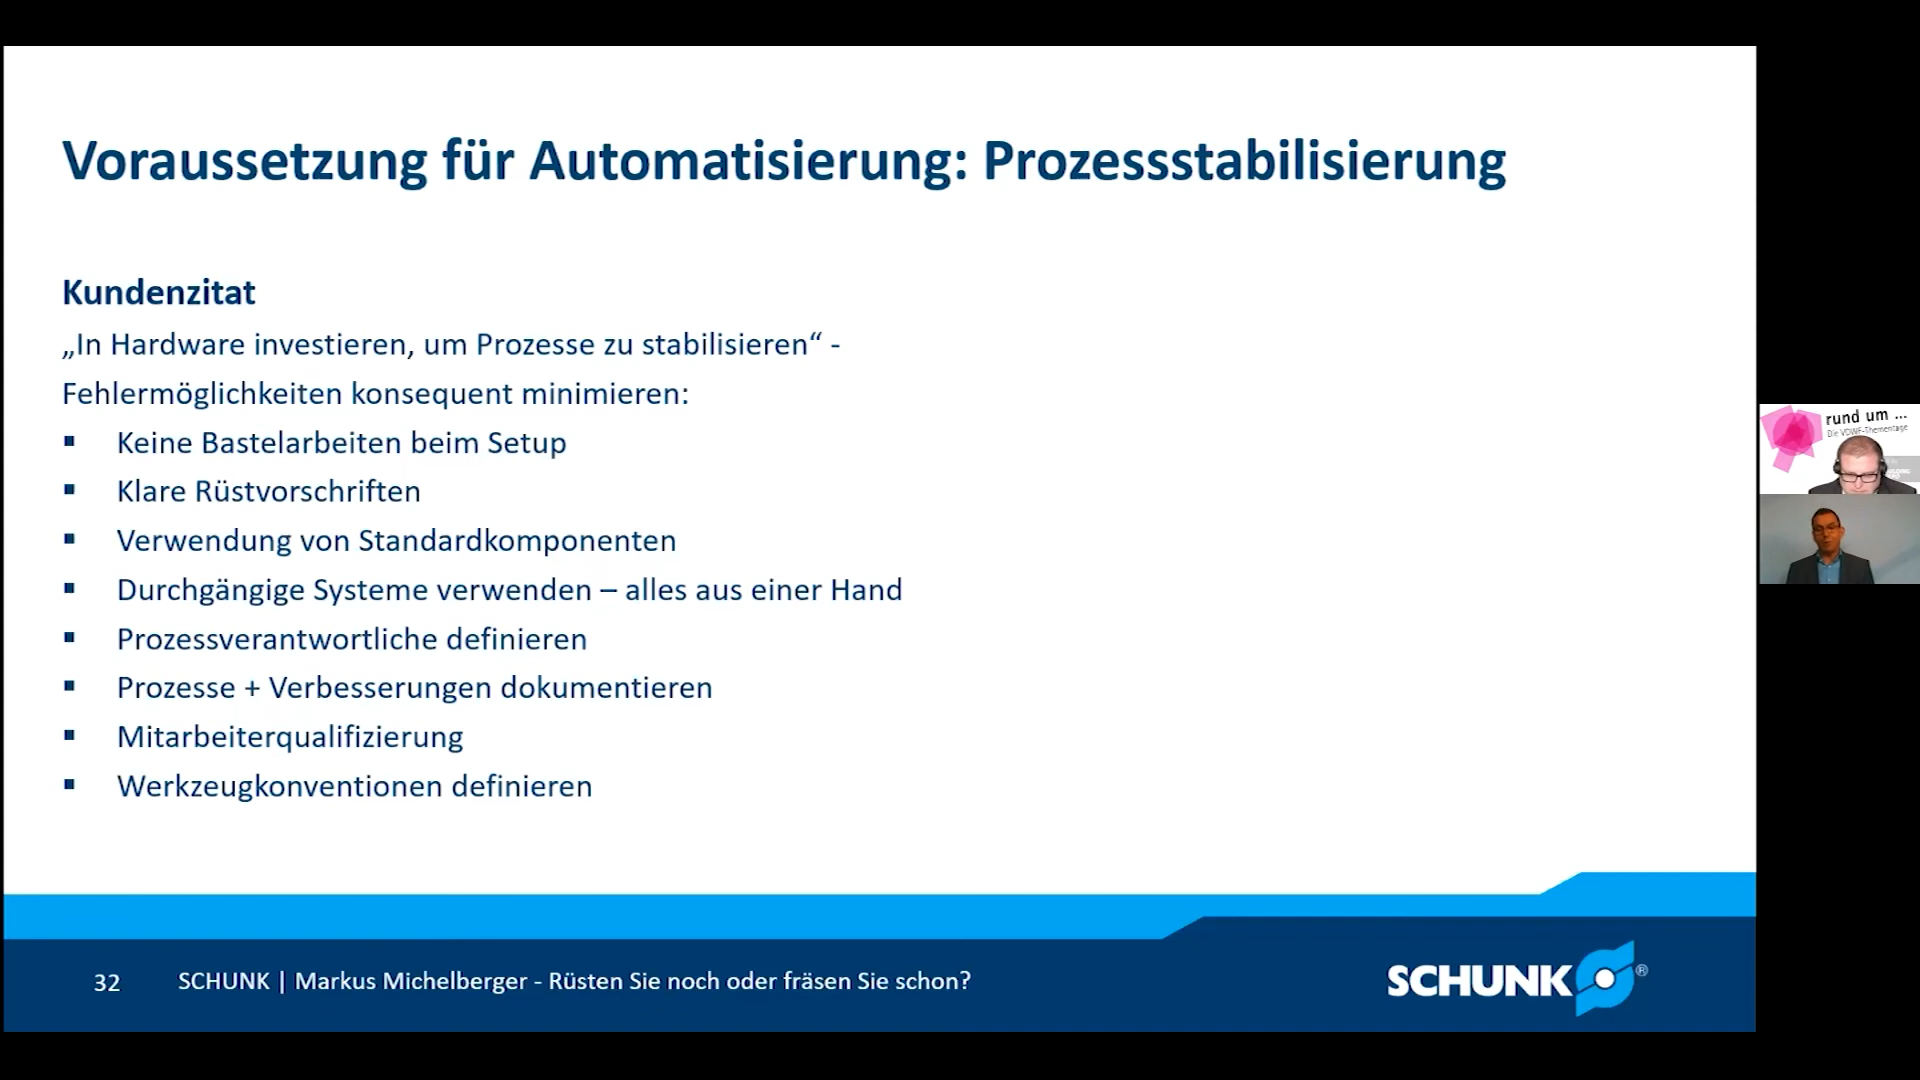 Voraussetzung für Automatisierung: Prozessstabilisierung
Kundenzitat
„In Hardware investieren, um Prozesse zu stabilisieren“ -
Fehlermöglichkeiten konsequent minimieren:
▪ Keine Bastelarbeiten beim Setup
▪ Klare Rüstvorschriften
▪ Verwendung von Standardkomponenten
▪ Durchgängige Systeme verwenden – alles aus einer Hand
▪ Prozessverantwortliche definieren
▪ Prozesse + Verbesserungen dokumentieren
▪ Mitarbeiterqualifizierung
▪ Werkzeugkonventionen definieren
32 SCHUNK | Markus Michelberger - Rüsten Sie noch oder fräsen Sie schon?
SCHUNK ®
rund um ...
Die VDWF-Thementage